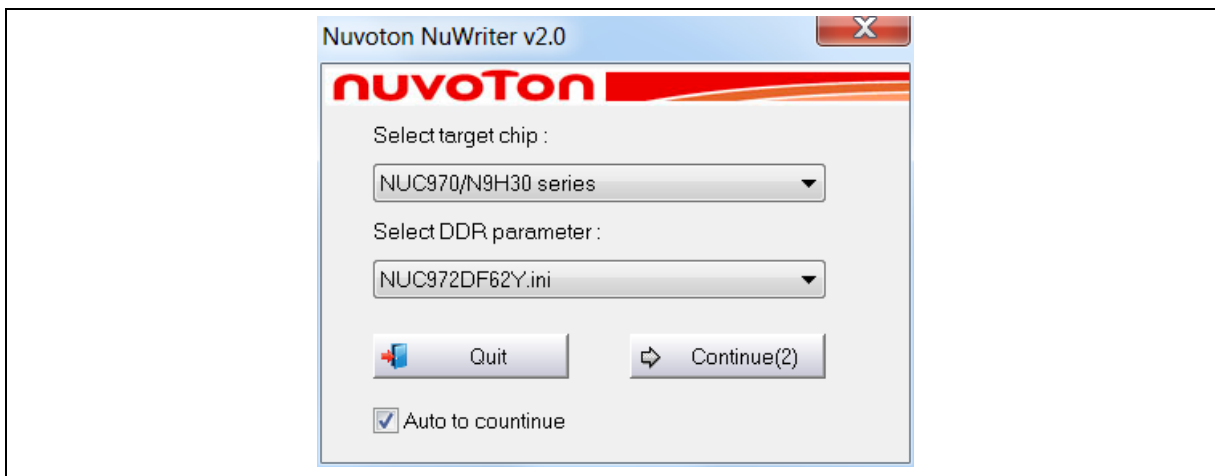 Nuvoton NuWriter v2.0
nuvoTon
Select target chip :
NUC970/N9H30 series
Select DDR parameter :
NUC972DF62Y.ini
Quit
Continue(2)
Auto to countinue